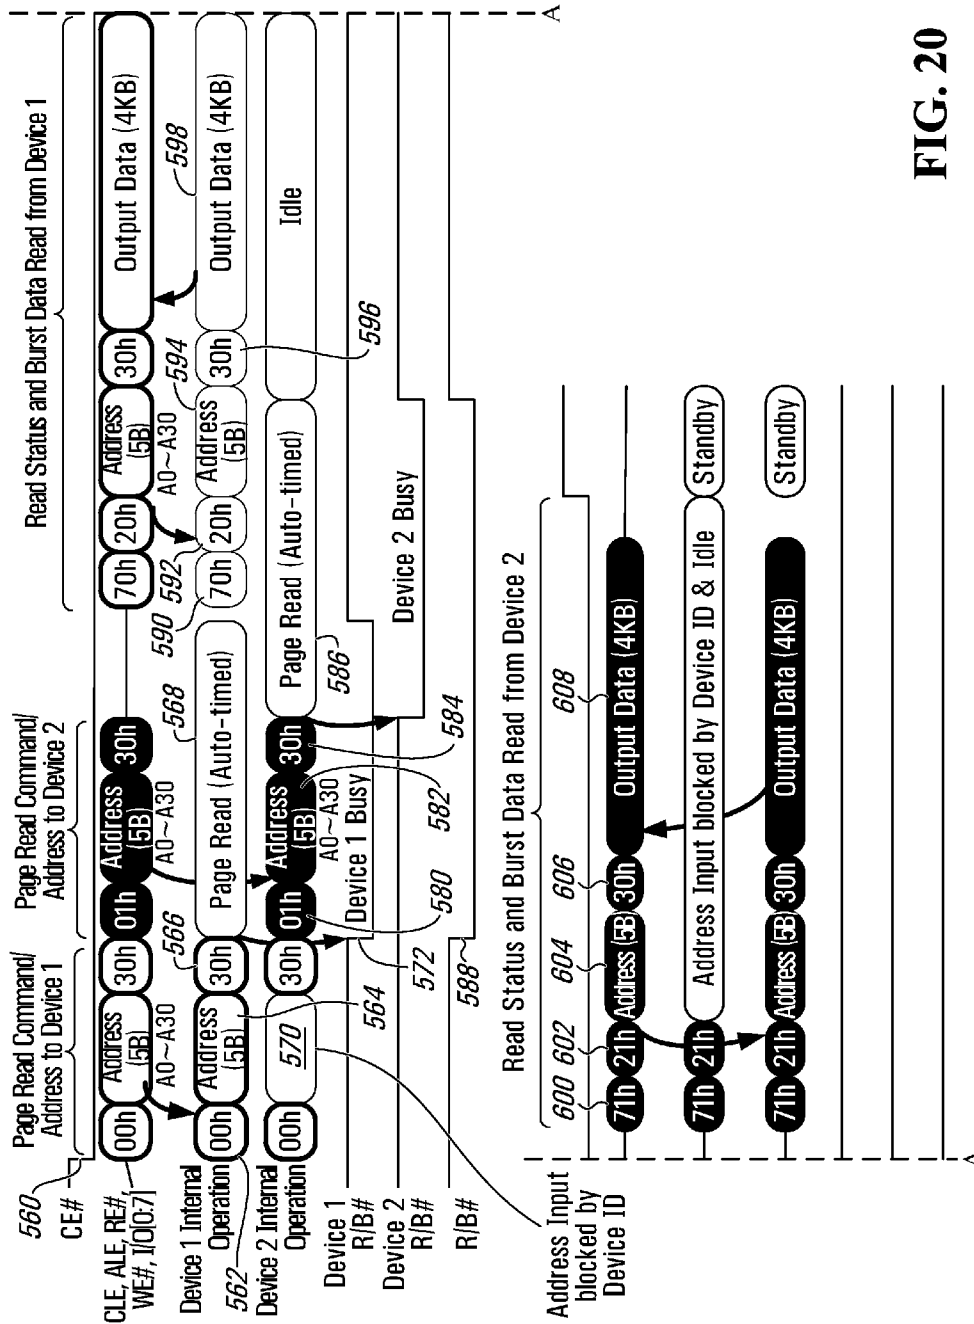 Page Read Command/
Address to Device 1
Page Read Command/
Address to Device 2
Read Status and Burst Data Read from Device 1
560
CE#
CLE, ALE, RE#,
WE#, I/O[0:7]
00h
Address
(5B)
30h
01h
Address
(5B)
30h
70h
20h
Address
(5B)
30h
Output Data (4KB)
A0~A30
A0~A30
A0~A30
566
568
590
592
594
598
Device 1 Internal
Operation
00h
Address
(5B)
30h
Page Read (Auto-timed)
70h
20h
Address
(5B)
30h
Output Data (4KB)
562
Device 2 Internal
Operation
00h
570
30h
01h
Address
(5B)
30h
Page Read (Auto-timed)
Idle
A0~A30
564
580
582
584
586
596
Device 1
R/B#
Device 1 Busy
572
Device 2
R/B#
Device 2 Busy
R/B#
588
A
Address Input
blocked by
Device ID
Read Status and Burst Data Read from Device 2
600
602
604
606
608
71h
21h
Address (5B)
30h
Output Data (4KB)
71h
21h
Address Input blocked by Device ID & Idle
Standby
71h
21h
Address (5B)
30h
Output Data (4KB)
Standby
A
FIG. 20